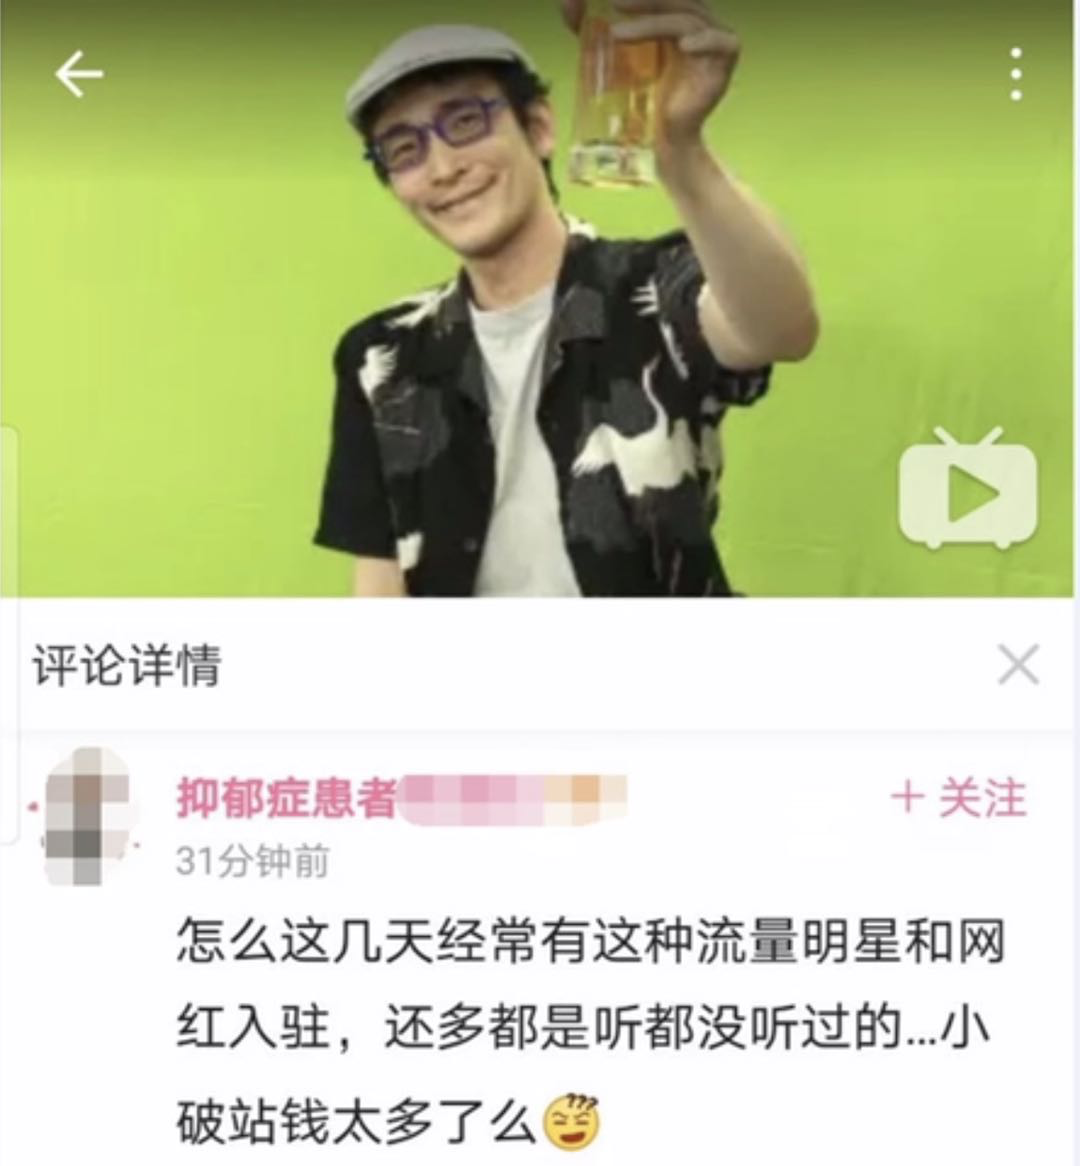 评论详情
抑郁症患者
+ 关注
31分钟前
怎么这几天经常有这种流量明星和网
红入驻，还多都是听都没听过的...小
破站钱太多了么